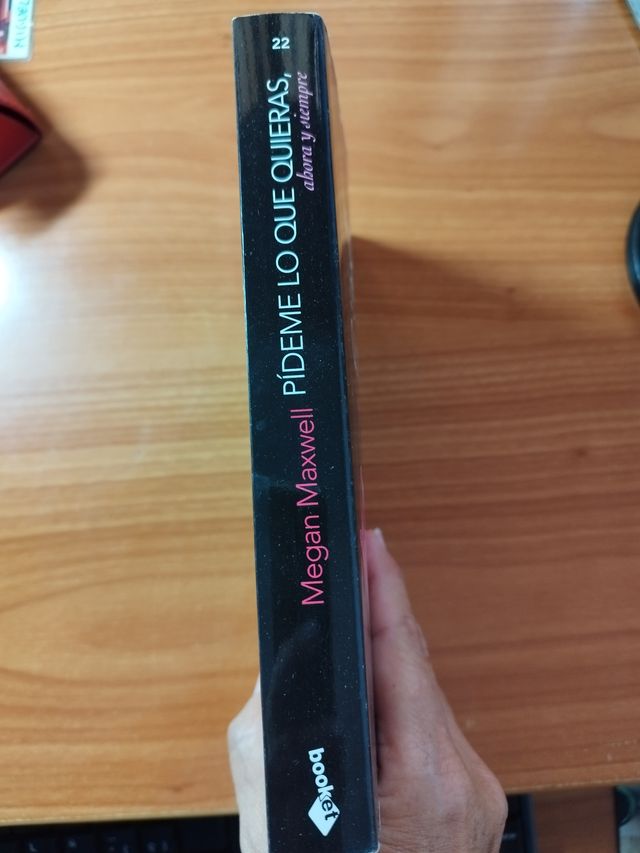 22
Megan Maxwell PÍDEME LO QUE QUIERAS,
ahora y siempre
booket